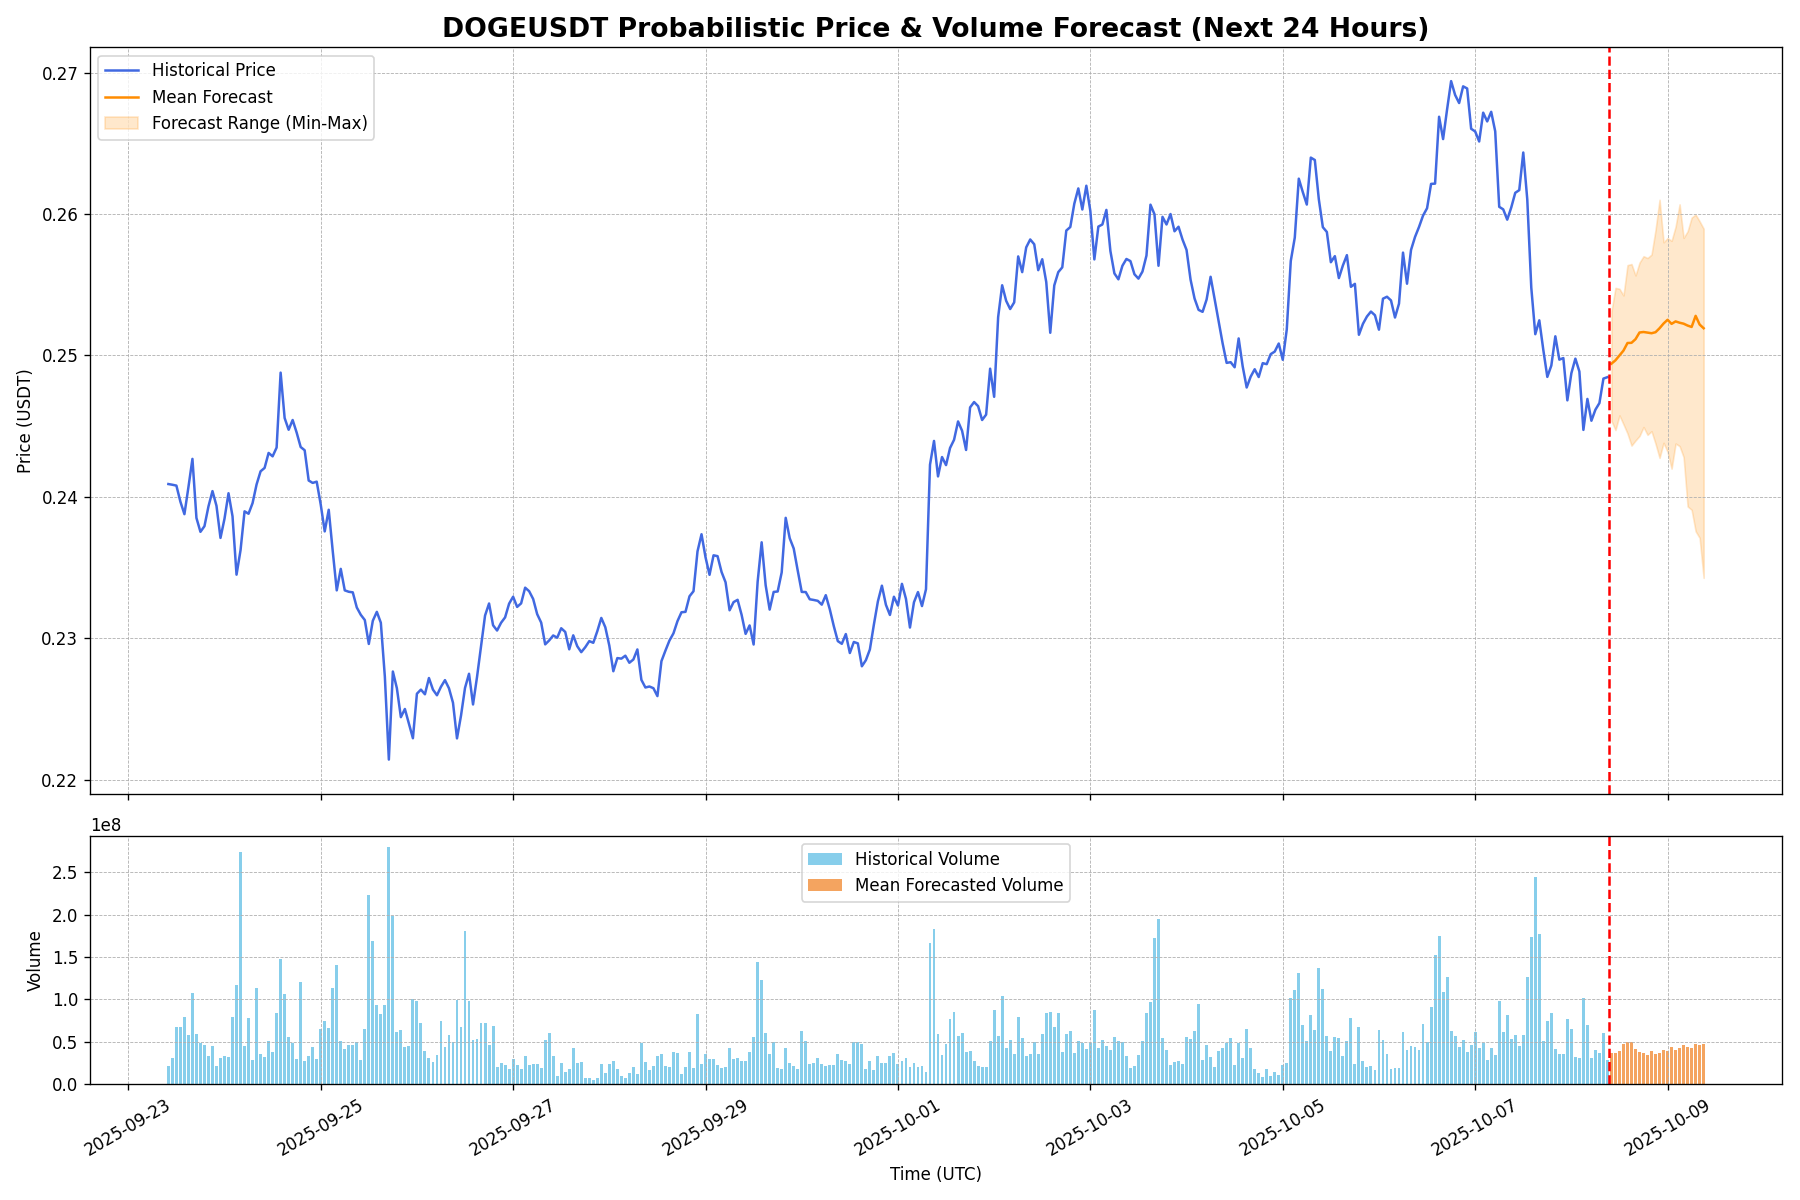 DOGEUSDT Probabilistic Price & Volume Forecast (Next 24 Hours)
Historical Price
Mean Forecast
Forecast Range (Min-Max)
0.27
0.26
0.25
0.24
0.23
0.22
Price (USDT)
1e8
Historical Volume
Mean Forecasted Volume
2.5
2.0
1.5
1.0
0.5
0.0
Volume
2025-09-23
2025-09-25
2025-09-27
2025-09-29
2025-10-01
2025-10-03
2025-10-05
2025-10-07
2025-10-09
Time (UTC)